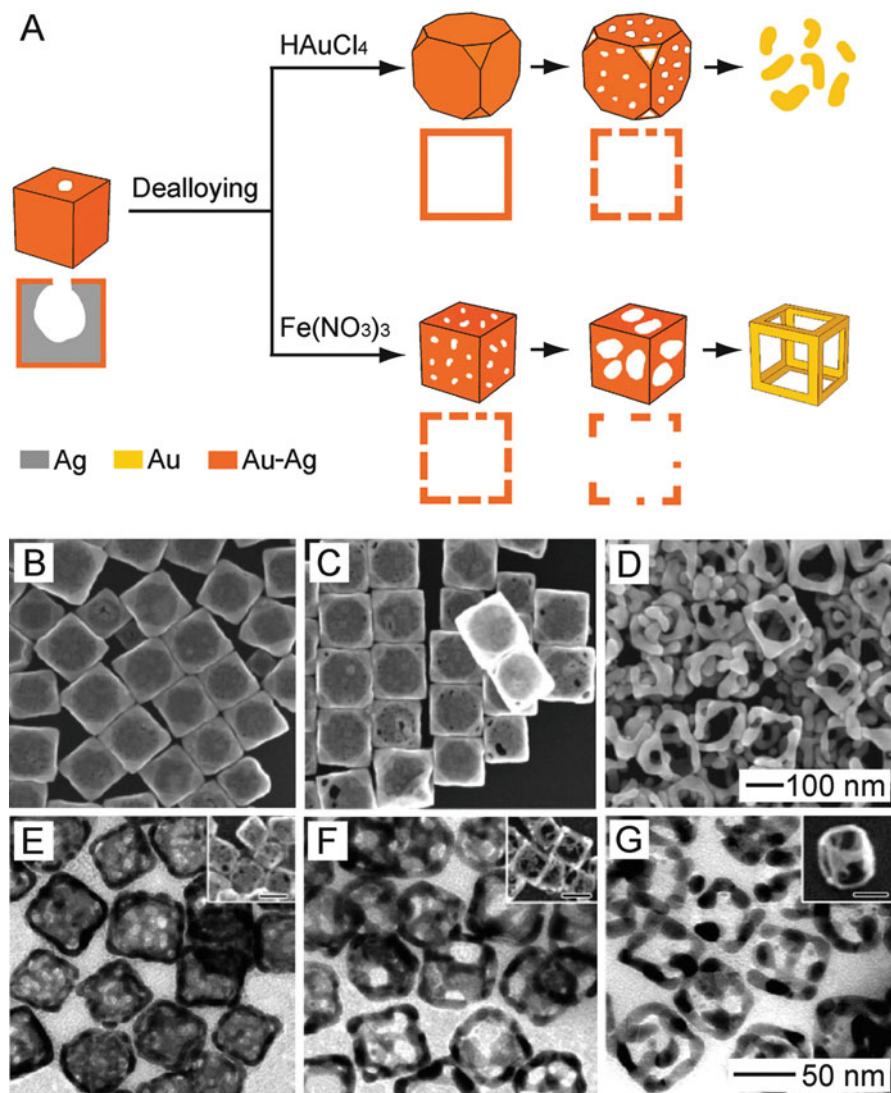 A
HAuCl₄
Dealloying
Fe(NO₃)₃
Ag Au Au-Ag
B C D
100 nm
E F G
50 nm